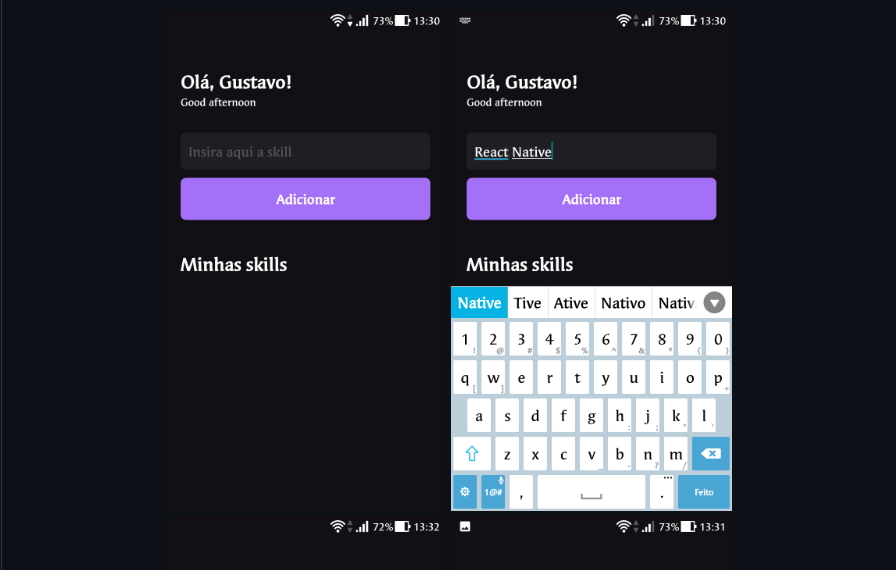 73% 13:30
Olá, Gustavo!
Good afternoon
Insira aqui a skill
Adicionar
Minhas skills
73% 13:30
Olá, Gustavo!
Good afternoon
React Native
Adicionar
Minhas skills
Native Tive Ative Nativo Nativ
1 ! 2 @ 3 # 4 $ 5 % 6 ^ 7 & 8 * 9 ( 0 )
q [ w ] e r t y u i o p +
a s d f g h : j ; k " l '
z x c v _ b - n ? m /
1@# , . ... Feito
72% 13:32
73% 13:31